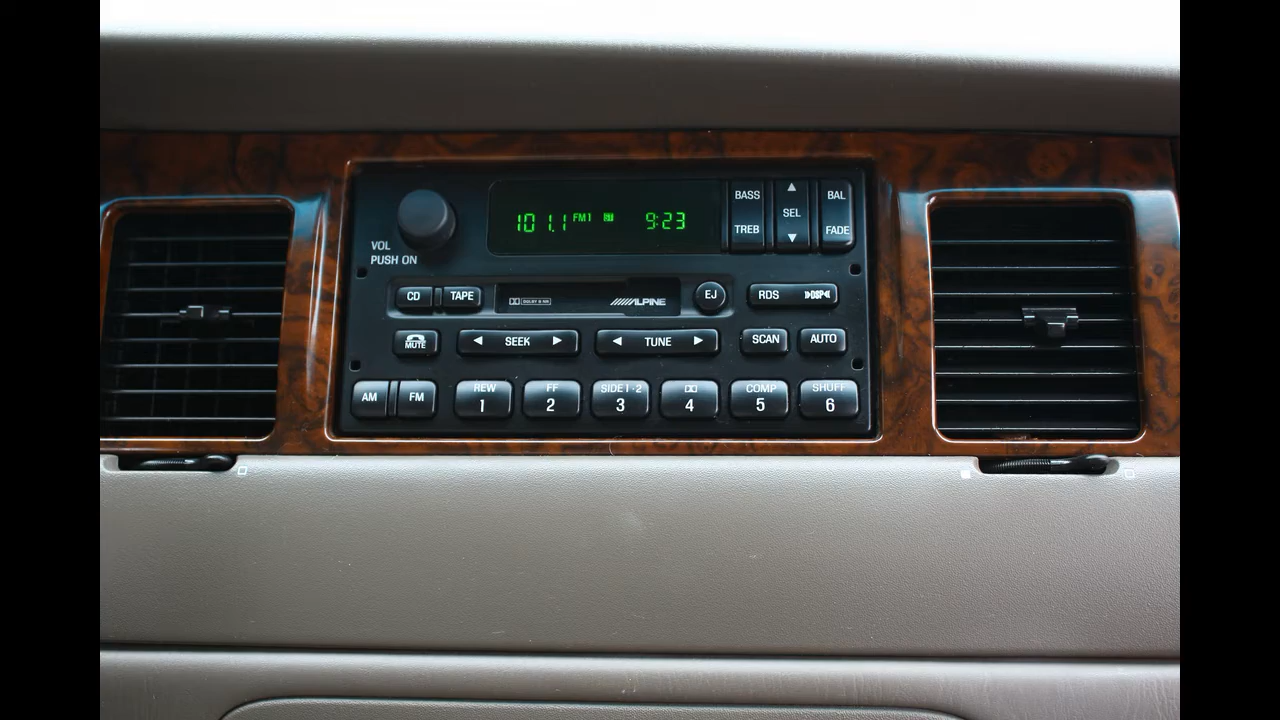 BASS
SEL
BAL
TREB
FADE
101.1 FM1 9:23
VOL
PUSH ON
CD
TAPE
DOLBY B NR
ALPINE
EJ
RDS
DSP
MUTE
SEEK
TUNE
SCAN
AUTO
AM
FM
REW
1
FF
2
SIDE 1·2
3
4
COMP
5
SHUFF
6